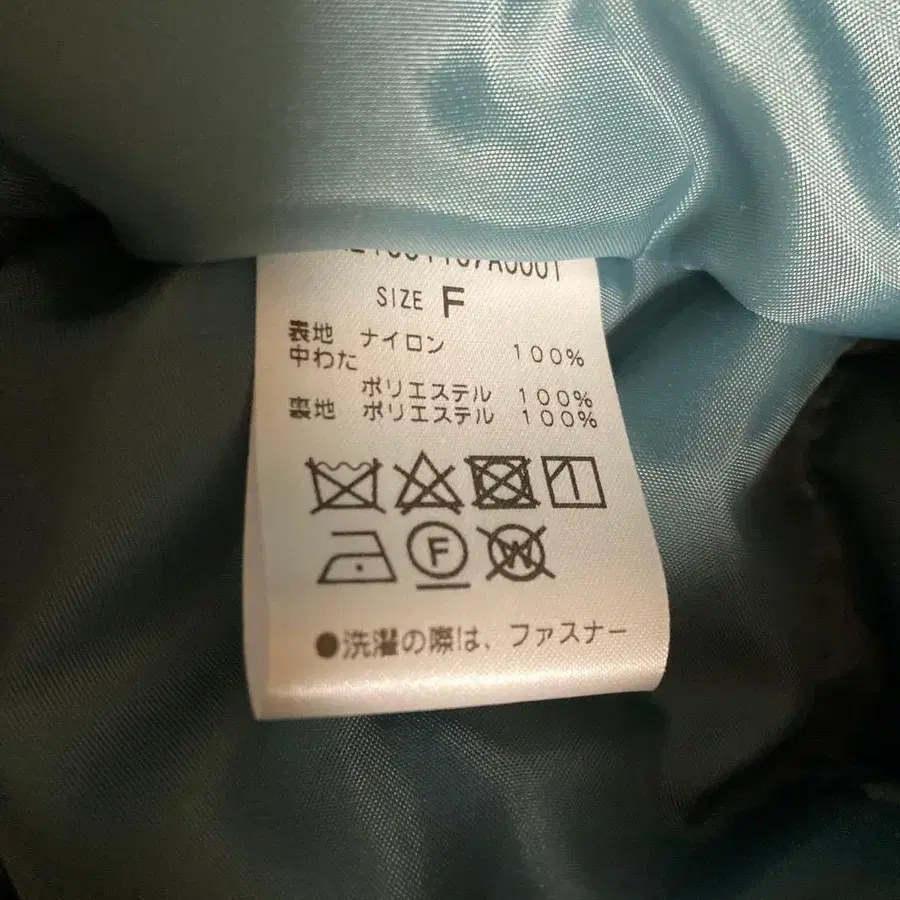 SIZE F
表地 ナイロン 100%
中わた
ポリエステル 100%
裏地 ポリエステル 100%
F
W
●洗濯の際は、ファスナー